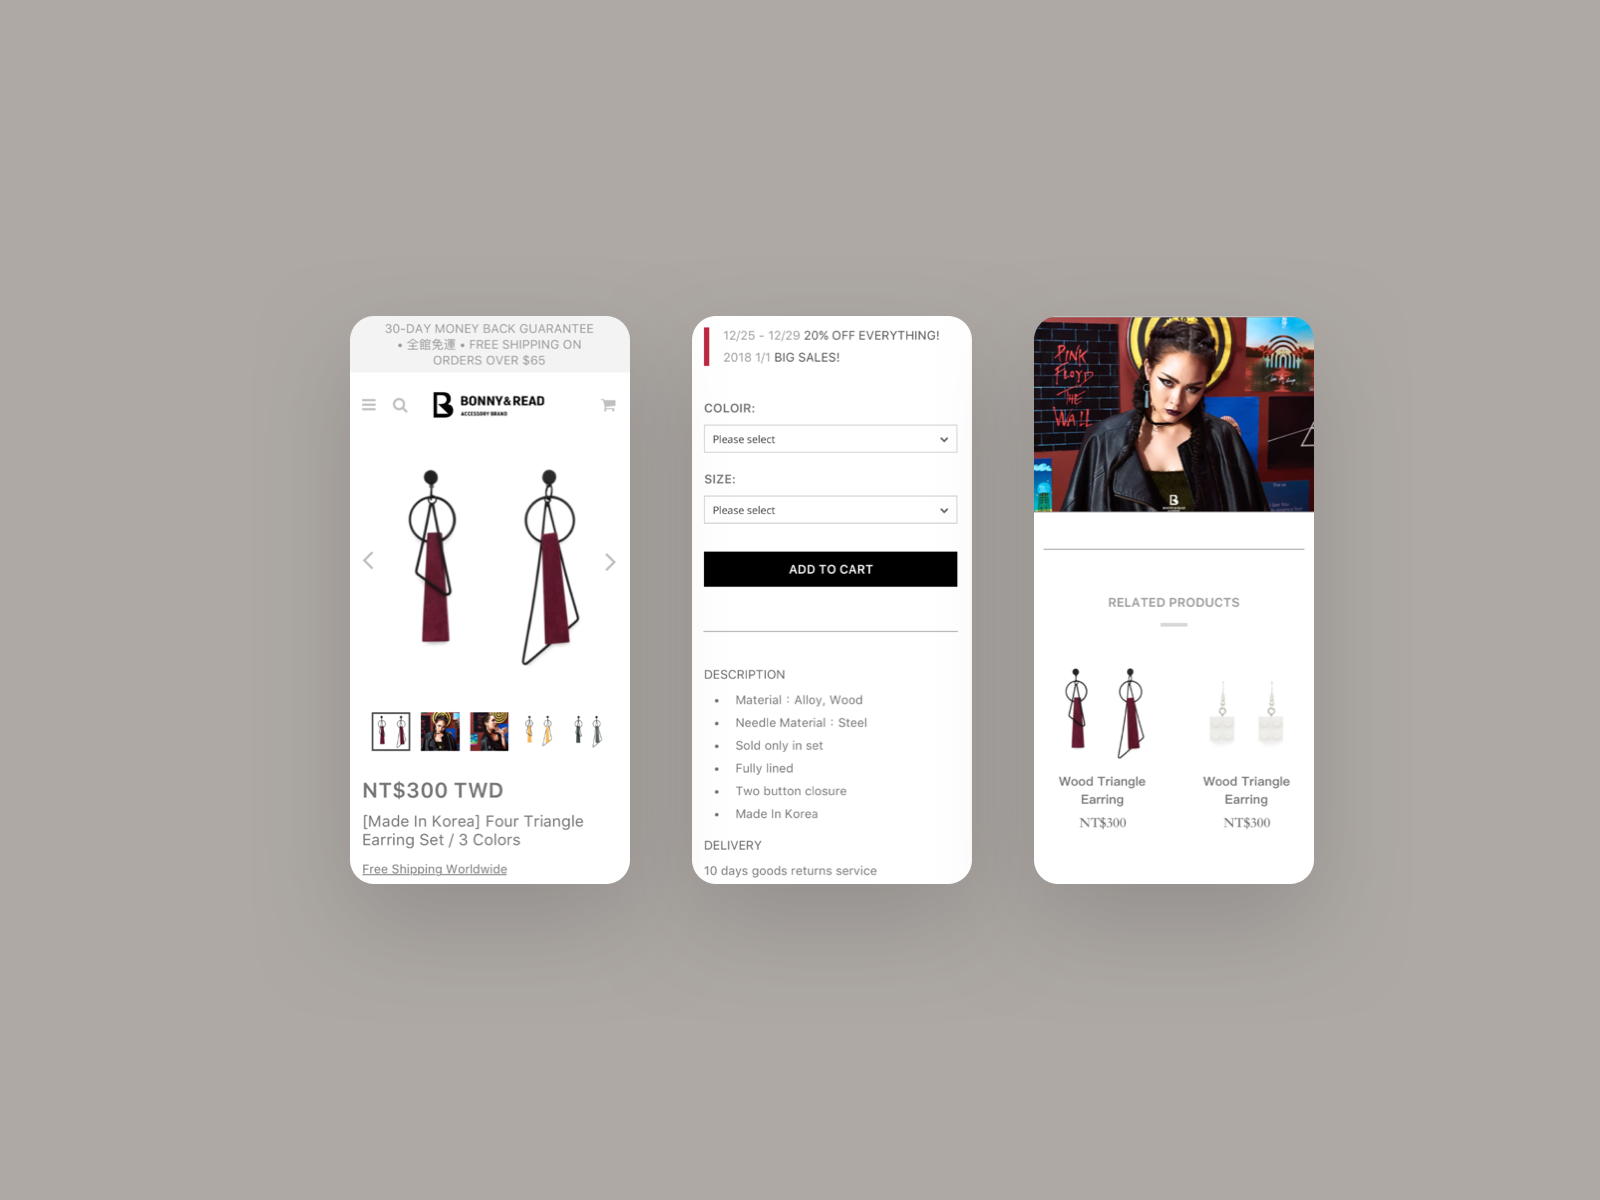 30-DAY MONEY BACK GUARANTEE
• 全館免運 • FREE SHIPPING ON
ORDERS OVER $65
BONNY&READ
ACCESSORY BRAND
NT$300 TWD
[Made In Korea] Four Triangle
Earring Set / 3 Colors
Free Shipping Worldwide
12/25 - 12/29 20% OFF EVERYTHING!
2018 1/1 BIG SALES!
COLOIR:
Please select
SIZE:
Please select
ADD TO CART
DESCRIPTION
• Material：Alloy, Wood
• Needle Material：Steel
• Sold only in set
• Fully lined
• Two button closure
• Made In Korea
DELIVERY
10 days goods returns service
PINK
FLOYD
THE
WALL
RELATED PRODUCTS
Wood Triangle
Earring
NT$300
Wood Triangle
Earring
NT$300